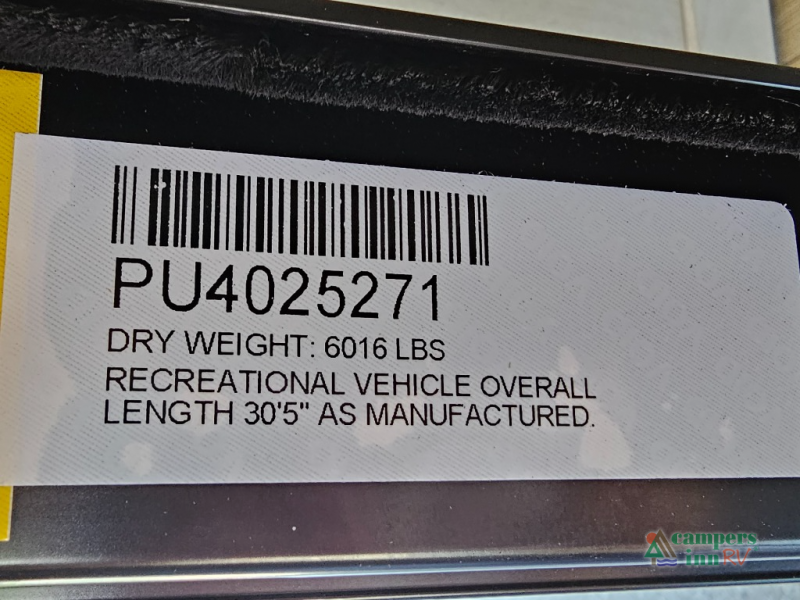 PU4025271
DRY WEIGHT: 6016 LBS
RECREATIONAL VEHICLE OVERALL
LENGTH 30'5" AS MANUFACTURED.
campers
inn RV